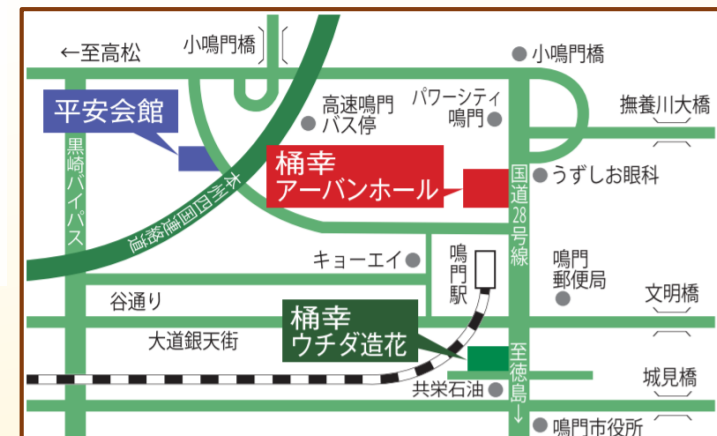 ←至高松
小鳴門橋
小鳴門橋
平安会館
高速鳴門
バス停
パワーシティ
鳴門
撫養川大橋
黒崎バイパス
本州四国連絡道
桶幸
アーバンホール
国道28号線
うずしお眼科
キョーエイ
鳴門駅
鳴門
郵便局
谷通り
文明橋
大道銀天街
桶幸
ウチダ造花
至徳島→
城見橋
共栄石油
鳴門市役所